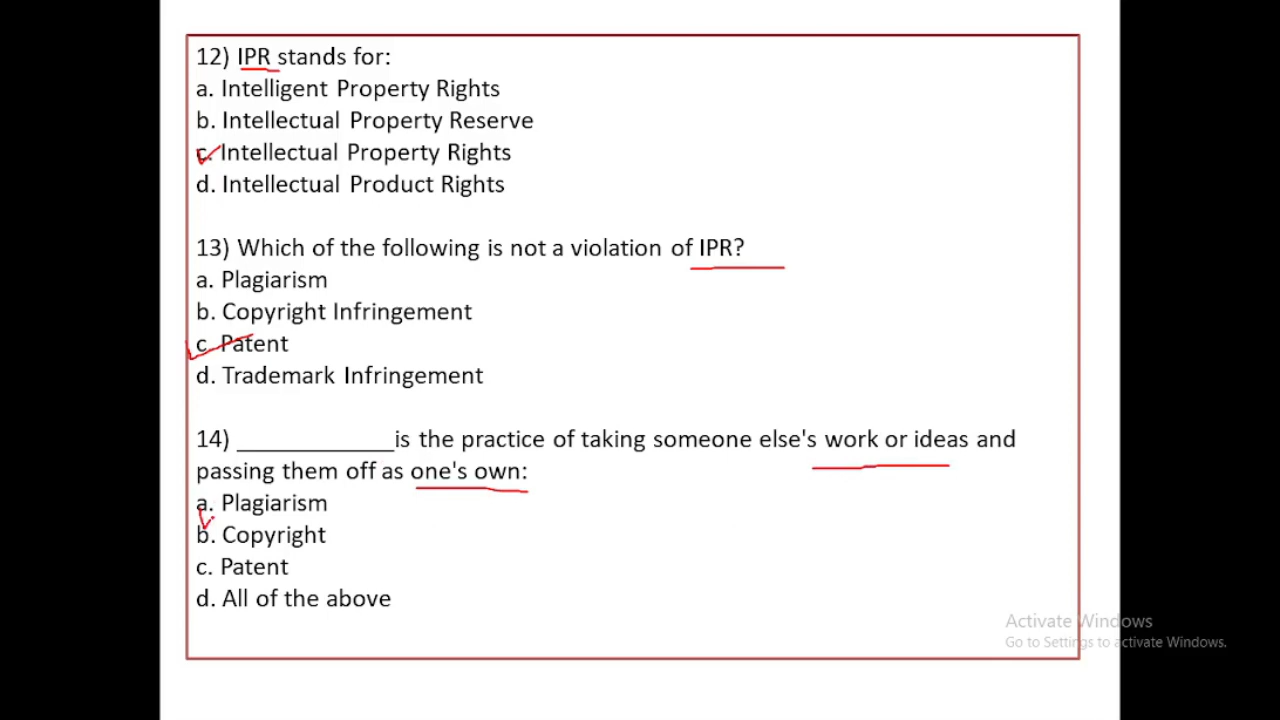 12) IPR stands for:
a. Intelligent Property Rights
b. Intellectual Property Reserve
c. Intellectual Property Rights
d. Intellectual Product Rights
13) Which of the following is not a violation of IPR?
a. Plagiarism
b. Copyright Infringement
c. Patent
d. Trademark Infringement
14) ____________is the practice of taking someone else's work or ideas and
passing them off as one's own:
a. Plagiarism
b. Copyright
c. Patent
d. All of the above
Activate Windows
Go to Settings to activate Windows.